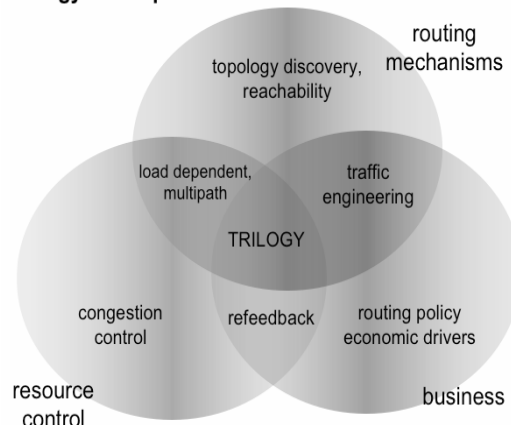 routing
mechanisms
topology discovery,
reachability
load dependent,
multipath
traffic
engineering
TRILOGY
congestion
control
refeedback
routing policy
economic drivers
resource
control
business